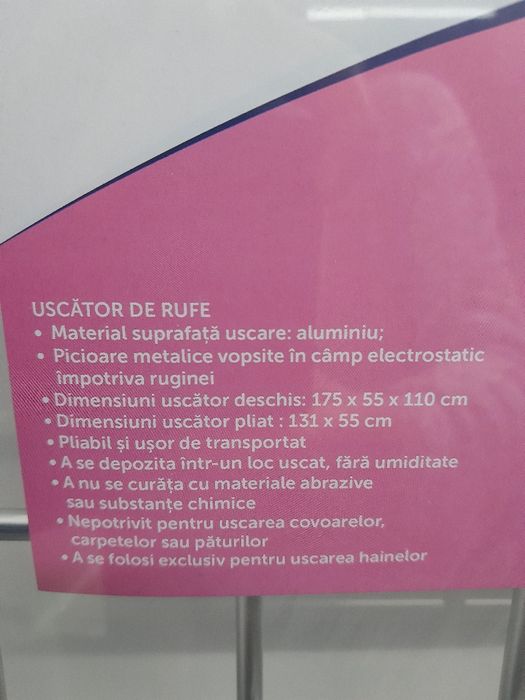 USCĂTOR DE RUFE
• Material suprafață uscare: aluminiu;
• Picioare metalice vopsite în câmp electrostatic
împotriva ruginei
• Dimensiuni uscător deschis: 175 x 55 x 110 cm
• Dimensiuni uscător pliat : 131 x 55 cm
• Pliabil și ușor de transportat
• A se depozita într-un loc uscat, fără umiditate
• A nu se curăța cu materiale abrazive
sau substanțe chimice
• Nepotrivit pentru uscarea covoarelor,
carpetelor sau păturilor
• A se folosi exclusiv pentru uscarea hainelor